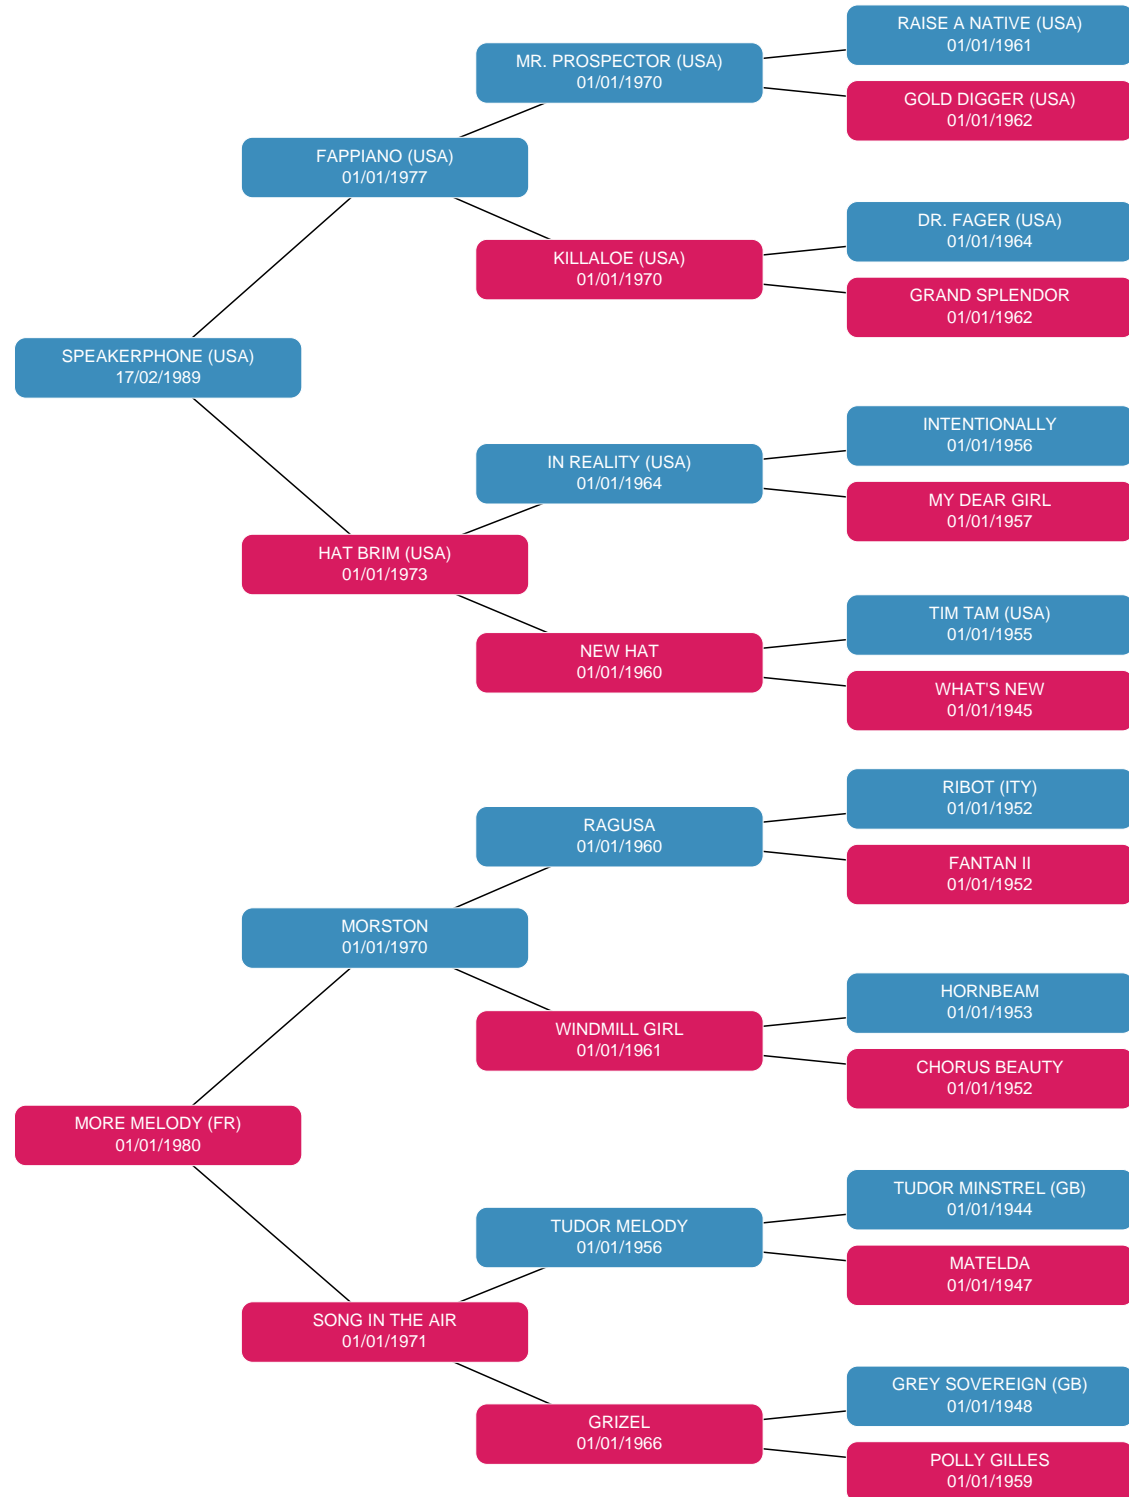 RAISE A NATIVE (USA)
01/01/1961
MR. PROSPECTOR (USA)
01/01/1970
GOLD DIGGER (USA)
01/01/1962
FAPPIANO (USA)
01/01/1977
DR. FAGER (USA)
01/01/1964
KILLALOE (USA)
01/01/1970
GRAND SPLENDOR
01/01/1962
SPEAKERPHONE (USA)
17/02/1989
INTENTIONALLY
01/01/1956
IN REALITY (USA)
01/01/1964
MY DEAR GIRL
01/01/1957
HAT BRIM (USA)
01/01/1973
TIM TAM (USA)
01/01/1955
NEW HAT
01/01/1960
WHAT'S NEW
01/01/1945
RIBOT (ITY)
01/01/1952
RAGUSA
01/01/1960
FANTAN II
01/01/1952
MORSTON
01/01/1970
HORNBEAM
01/01/1953
WINDMILL GIRL
01/01/1961
CHORUS BEAUTY
01/01/1952
MORE MELODY (FR)
01/01/1980
TUDOR MINSTREL (GB)
01/01/1944
TUDOR MELODY
01/01/1956
MATELDA
01/01/1947
SONG IN THE AIR
01/01/1971
GREY SOVEREIGN (GB)
01/01/1948
GRIZEL
01/01/1966
POLLY GILLES
01/01/1959